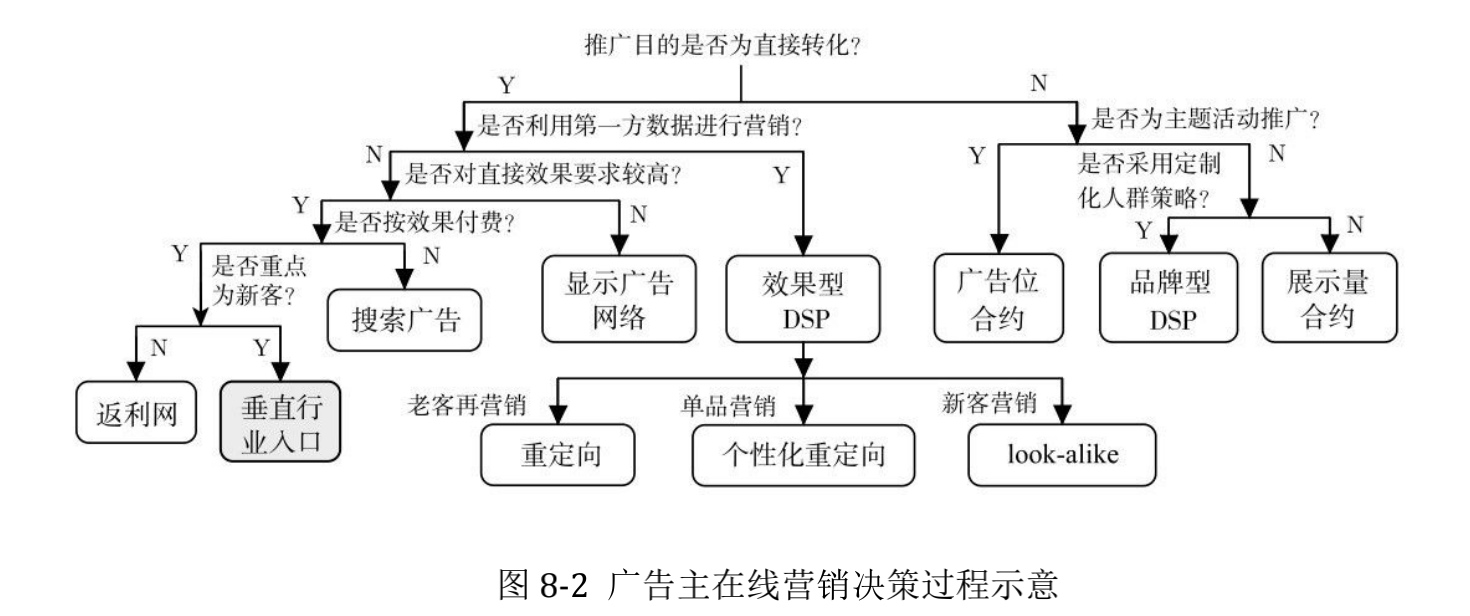 推广目的是否为直接转化?
Y
N
是否利用第一方数据进行营销?
是否为主题活动推广?
N
Y
Y
N
是否对直接效果要求较高?
是否采用定制
化人群策略?
Y
N
是否按效果付费?
Y
N
Y
N
是否重点
为新客?
显示广告
网络
效果型
DSP
广告位
合约
品牌型
DSP
展示量
合约
搜索广告
N
Y
返利网
垂直行
业入口
老客再营销
单品营销
新客营销
重定向
个性化重定向
look-alike
图 8-2 广告主在线营销决策过程示意